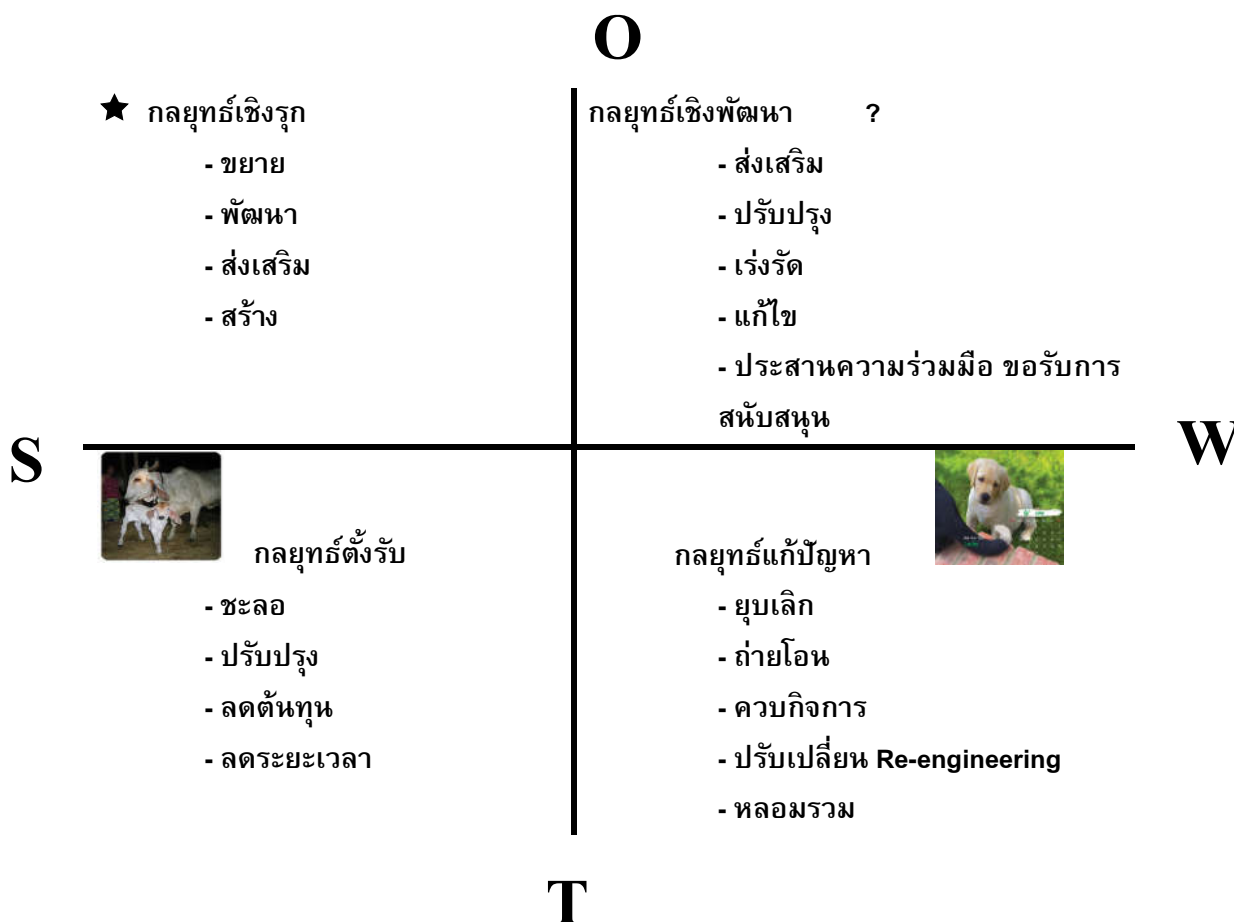 O
★ กลยุทธ์เชิงรุก
- ขยาย
- พัฒนา
- ส่งเสริม
- สร้าง
กลยุทธ์เชิงพัฒนา ?
- ส่งเสริม
- ปรับปรุง
- เร่งรัด
- แก้ไข
- ประสานความร่วมมือ ขอรับการ
สนับสนุน
S
W
กลยุทธ์ตั้งรับ
- ชะลอ
- ปรับปรุง
- ลดต้นทุน
- ลดระยะเวลา
กลยุทธ์แก้ปัญหา
- ยุบเลิก
- ถ่ายโอน
- ควบกิจการ
- ปรับเปลี่ยน Re-engineering
- หลอมรวม
T